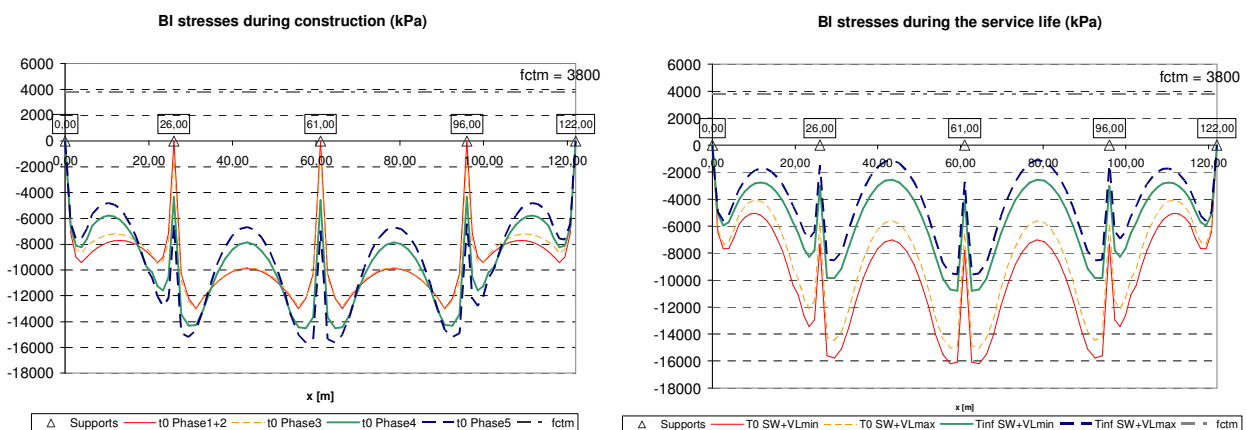 BI stresses during construction (kPa)
6000
4000
2000
0
-2000
-4000
-6000
-8000
-10000
-12000
-14000
-16000
-18000
fctm = 3800
0,00 26,00 61,00 96,00 122,00
0,00 20,00 40,00 60,00 80,00 100,00 120,00
x [m]
Supports t0 Phase1+2 t0 Phase3 t0 Phase4 t0 Phase5 fctm
BI stresses during the service life (kPa)
6000
4000
2000
0
-2000
-4000
-6000
-8000
-10000
-12000
-14000
-16000
-18000
fctm = 3800
0,00 26,00 61,00 96,00 122,00
0,00 20,00 40,00 60,00 80,00 100,00 120,00
x [m]
Supports T0 SW+VLmin T0 SW+VLmax Tinf SW+VLmin Tinf SW+VLmax fctm